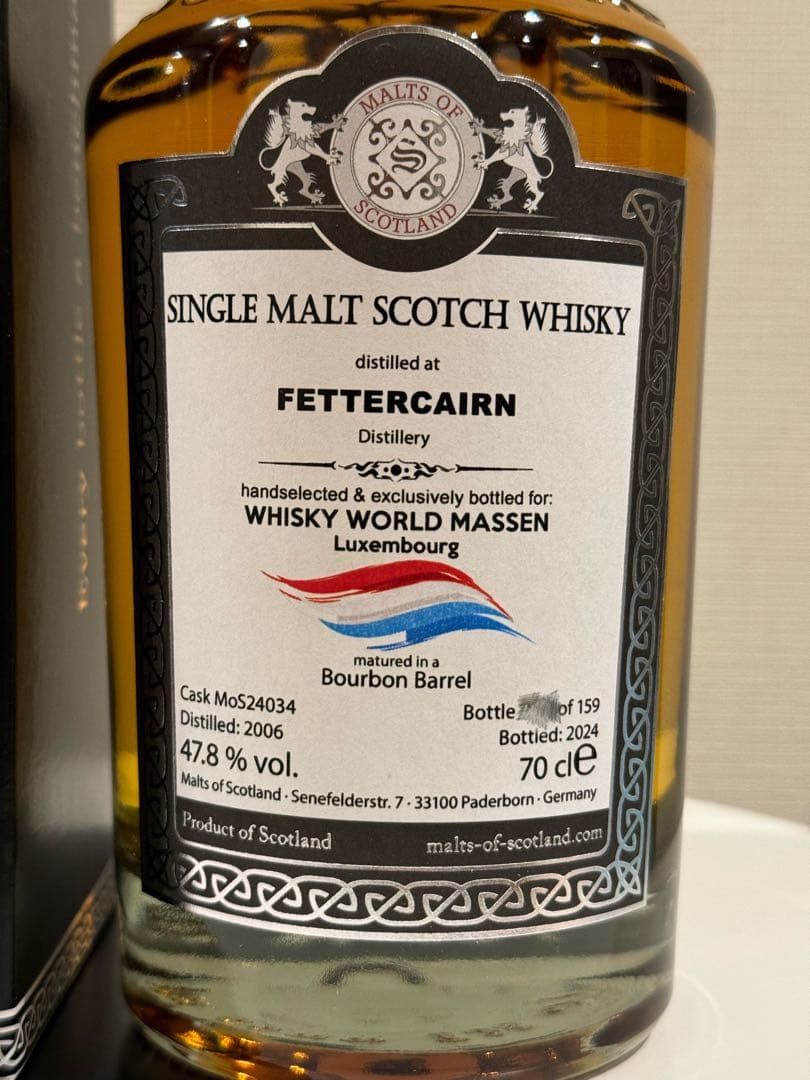 MALTS OF
S
SCOTLAND
SINGLE MALT SCOTCH WHISKY
distilled at
FETTERCAIRN
Distillery
handselected & exclusively bottled for:
WHISKY WORLD MASSEN
Luxembourg
matured in a
Bourbon Barrel
Cask MoS24034
Bottle of 159
Distilled: 2006
Bottled: 2024
47.8 % vol.
70 cl e
Malts of Scotland · Senefelderstr. 7 · 33100 Paderborn · Germany
Product of Scotland
malts-of-scotland.com
Every bottle a